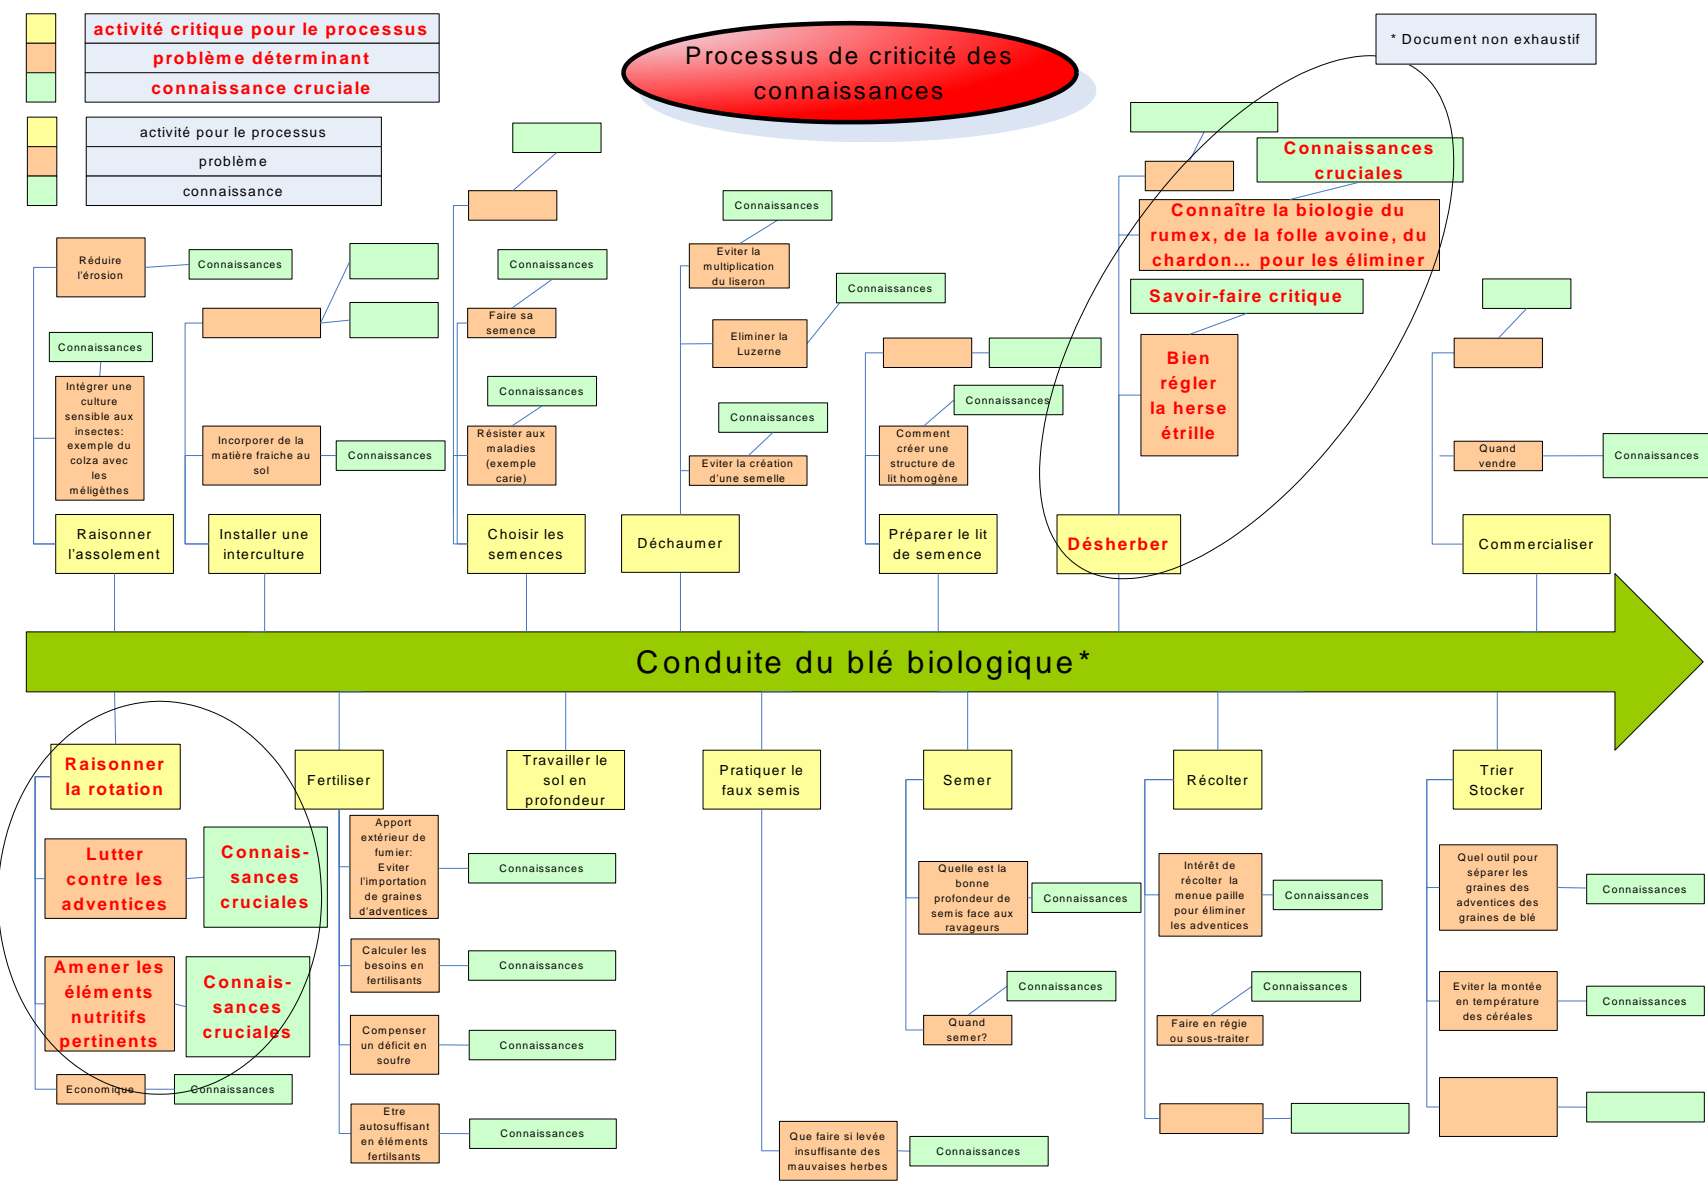 activité critique pour le processus
problème déterminant
connaissance cruciale
activité pour le processus
problème
connaissance
Processus de criticité des
connaissances
* Document non exhaustif
Réduire
l'érosion
Connaissances
Connaissances
Intégrer une
culture
sensible aux
insectes:
exemple du
colza avec
les
méligèthes
Raisonner
l'assolement
Incorporer de la
matière fraiche au
sol
Connaissances
Installer une
interculture
Connaissances
Faire sa
semence
Connaissances
Résister aux
maladies
(exemple
carie)
Choisir les
semences
Connaissances
Eviter la
multiplication
du liseron
Connaissances
Eliminer la
Luzerne
Connaissances
Eviter la création
d'une semelle
Déchaumer
Connaissances
Comment
créer une
structure de
lit homogène
Préparer le lit
de semence
Connaissances
cruciales
Connaître la biologie du
rumex, de la folle avoine, du
chardon... pour les éliminer
Savoir-faire critique
Bien
régler
la herse
étrille
Désherber
Quand
vendre
Connaissances
Commercialiser
Conduite du blé biologique*
Raisonner
la rotation
Lutter
contre les
adventices
Connais-
sances
cruciales
Amener les
éléments
nutritifs
pertinents
Connais-
sances
cruciales
Economique
Connaissances
Fertiliser
Apport
extérieur de
fumier:
Eviter
l'importation
de graines
d'adventices
Connaissances
Calculer les
besoins en
fertilisants
Connaissances
Compenser
un déficit en
soufre
Connaissances
Etre
autosuffisant
en éléments
fertilsants
Connaissances
Travailler le
sol en
profondeur
Pratiquer le
faux semis
Que faire si levée
insuffisante des
mauvaises herbes
Connaissances
Semer
Quelle est la
bonne
profondeur de
semis face aux
ravageurs
Connaissances
Connaissances
Quand
semer?
Récolter
Intérêt de
récolter la
menue paille
pour éliminer
les adventices
Connaissances
Connaissances
Faire en régie
ou sous-traiter
Trier
Stocker
Quel outil pour
séparer les
graines des
adventices des
graines de blé
Connaissances
Eviter la montée
en température
des céréales
Connaissances